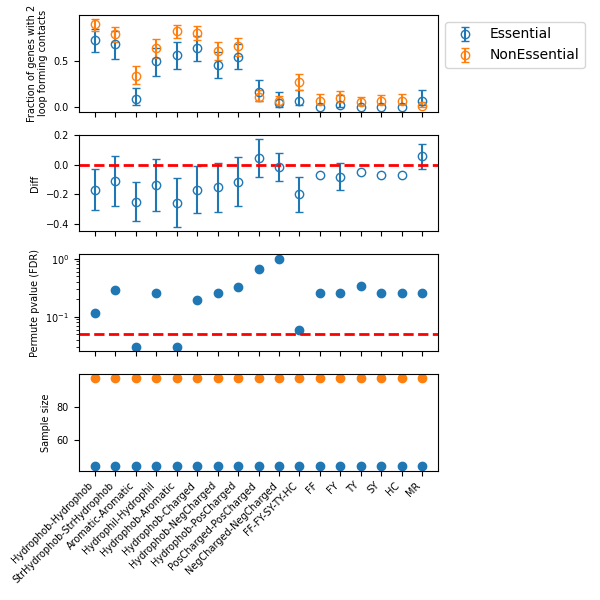 Fraction of genes with 2
loop forming contacts
0.5
0.0
Essential
NonEssential
Diff
0.2
0.0
−0.2
−0.4
Permute pvalue (FDR)
10⁰
10⁻¹
Sample size
80
60
Hydrophob-Hydrophob
StrHydrophob-StrHydrophob
Aromatic-Aromatic
Hydrophil-Hydrophil
Hydrophob-Aromatic
Hydrophob-Charged
Hydrophob-NegCharged
Hydrophob-PosCharged
PosCharged-PosCharged
NegCharged-NegCharged
FF-FY-SY-TY-HC
FF
FY
TY
SY
HC
MR